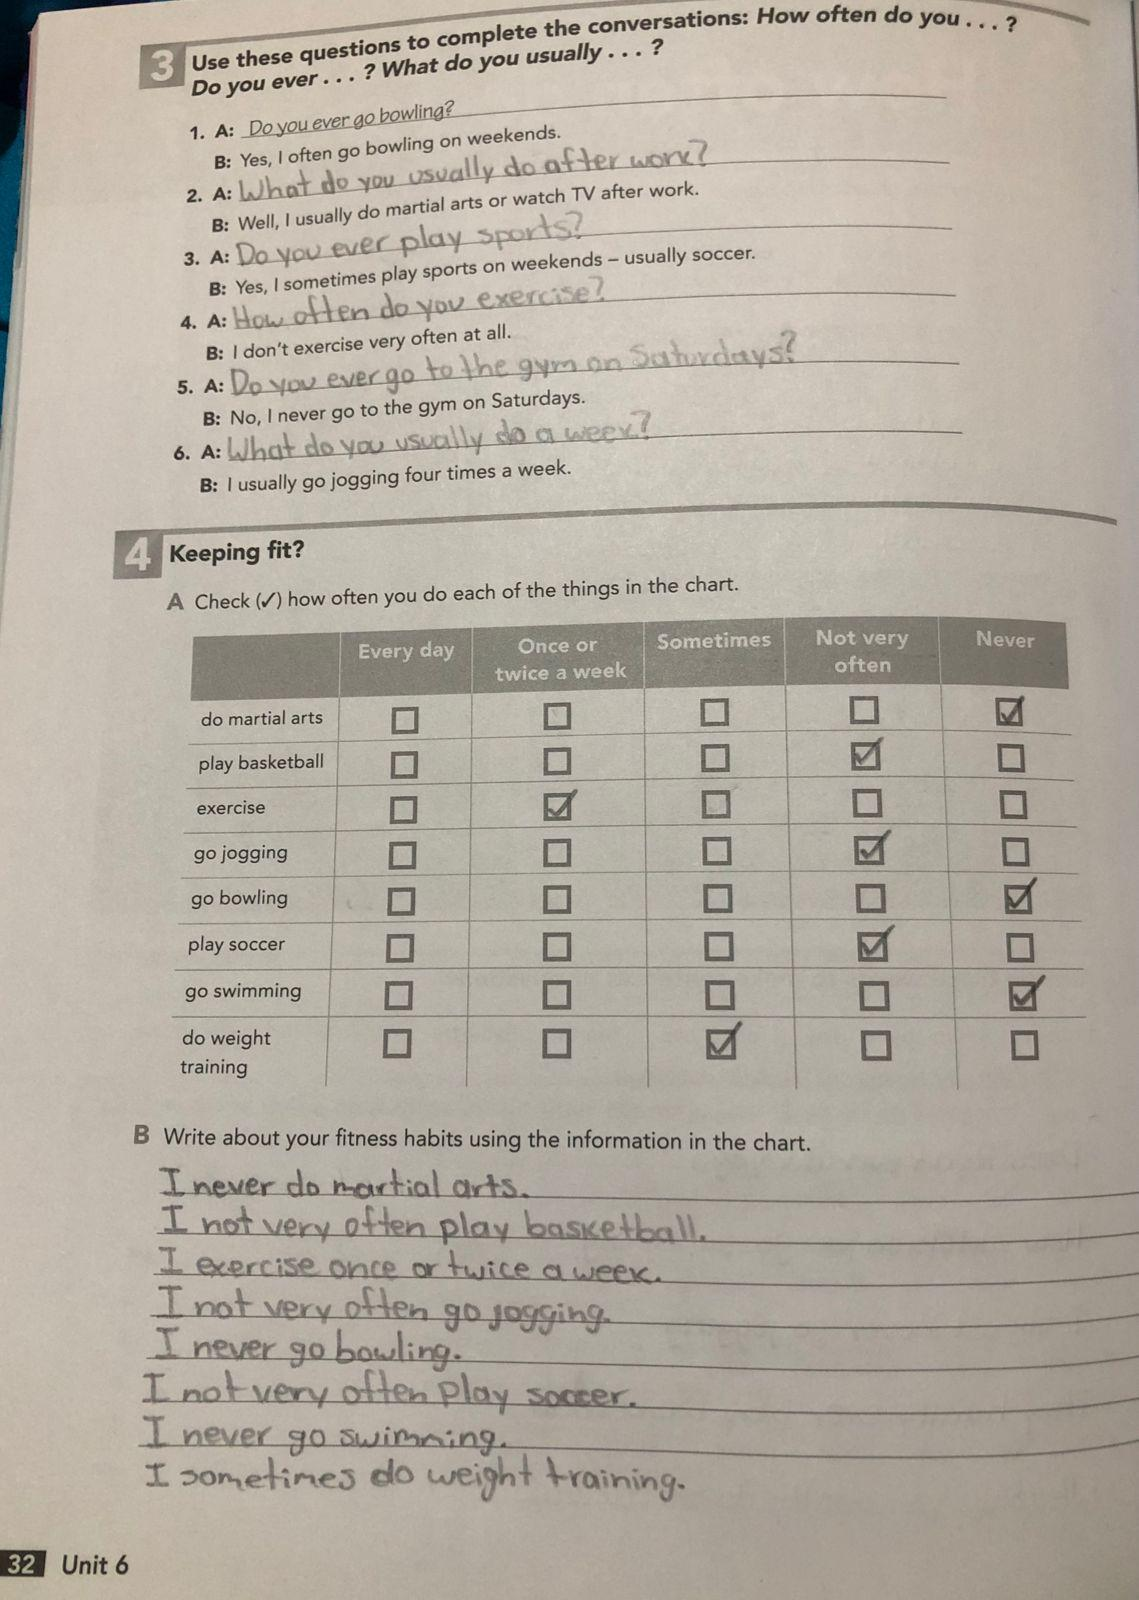 3 Use these questions to complete the conversations: How often do you . . . ?
Do you ever . . . ? What do you usually . . . ?
1. A: Do you ever go bowling?
B: Yes, I often go bowling on weekends.
2. A: What do you usually do after work?
B: Well, I usually do martial arts or watch TV after work.
3. A: Do you ever play sports?
B: Yes, I sometimes play sports on weekends – usually soccer.
4. A: How often do you exercise?
B: I don't exercise very often at all.
5. A: Do you ever go to the gym on Saturdays?
B: No, I never go to the gym on Saturdays.
6. A: What do you usually do a week?
B: I usually go jogging four times a week.
4 Keeping fit?
A Check (✓) how often you do each of the things in the chart.
Every day Once or twice a week Sometimes Not very often Never
do martial arts
play basketball
exercise
go jogging
go bowling
play soccer
go swimming
do weight
training
B Write about your fitness habits using the information in the chart.
I never do martial arts.
I not very often play basketball.
I exercise once or twice a week.
I not very often go jogging.
I never go bowling.
I not very often play soccer.
I never go swimming.
I sometimes do weight training.
32 Unit 6